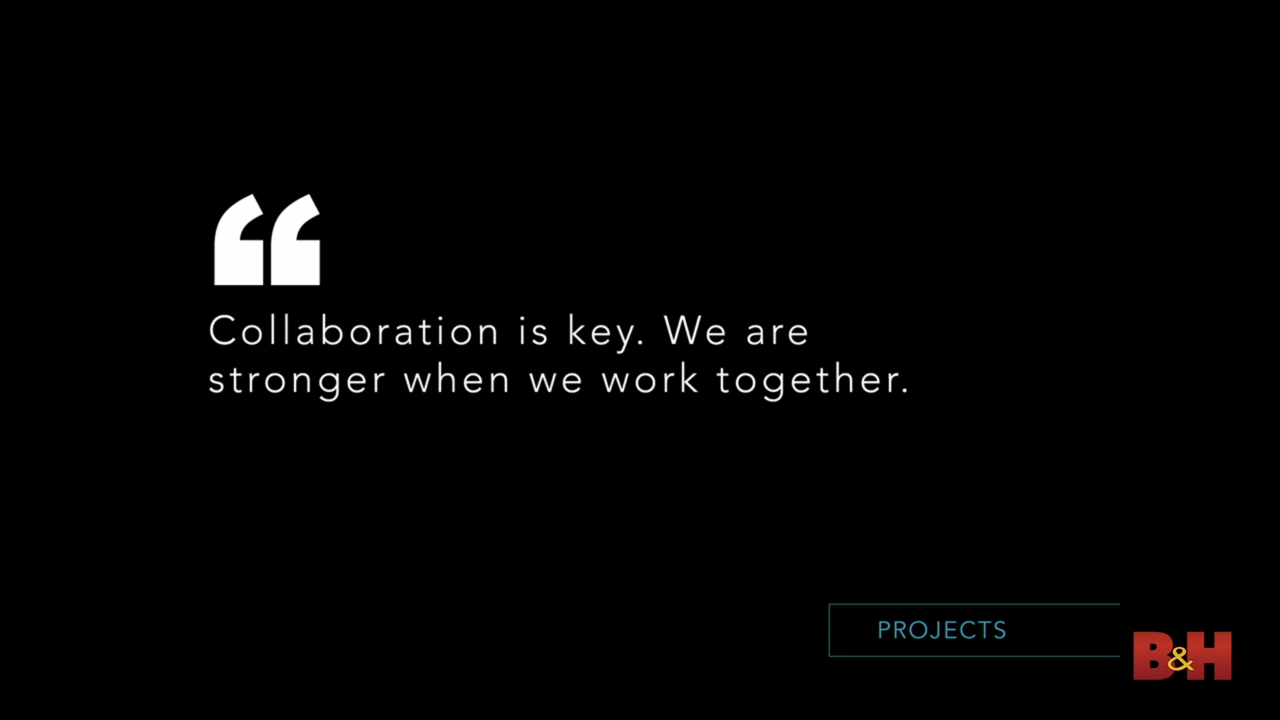 “
Collaboration is key. We are
stronger when we work together.
PROJECTS
B&H